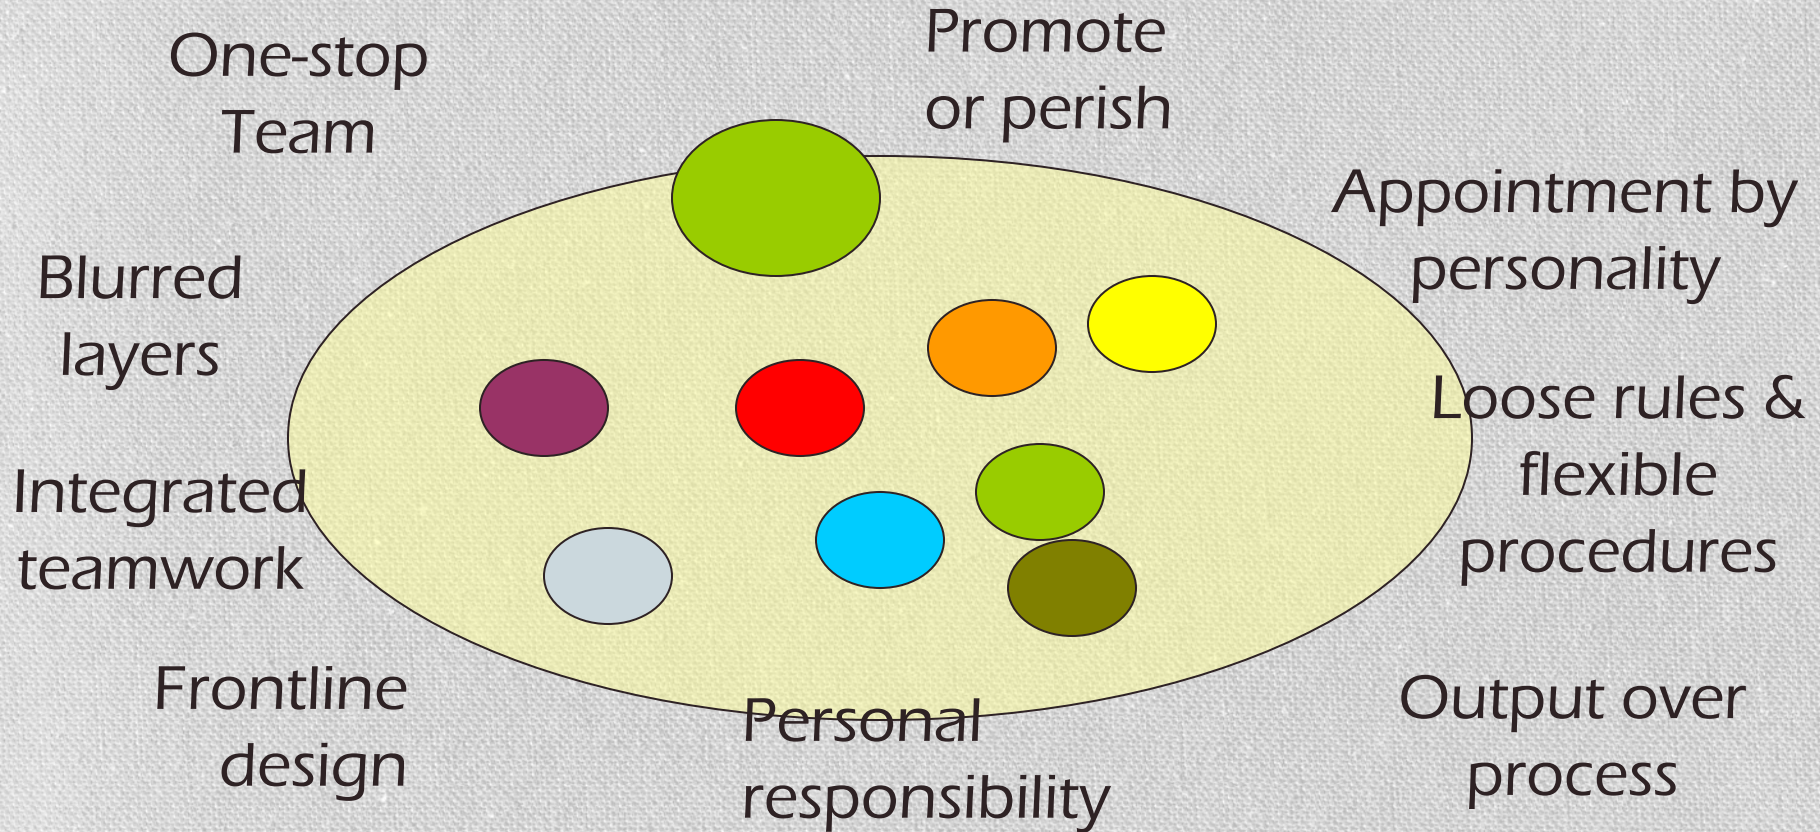 One-stop
Team
Promote
or perish
Appointment by
personality
Blurred
layers
Loose rules &
flexible
procedures
Integrated
teamwork
Frontline
design
Personal
responsibility
Output over
process